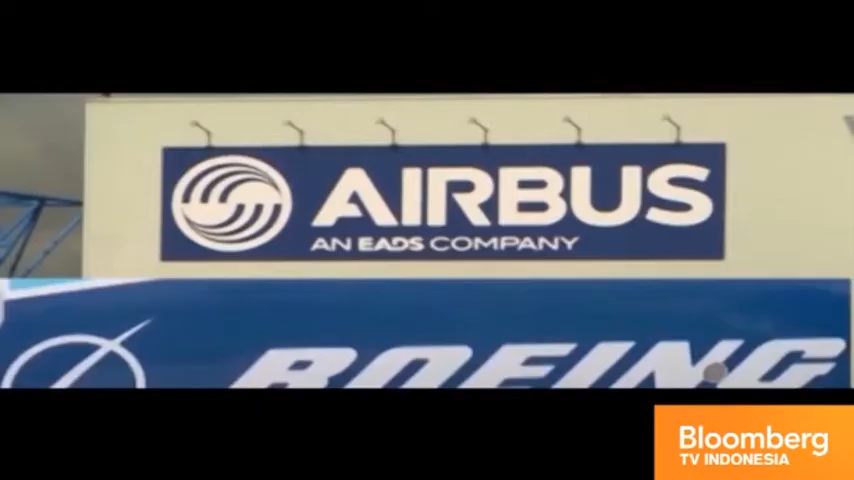 AIRBUS
AN EADS COMPANY
BOEING
Bloomberg
TV INDONESIA